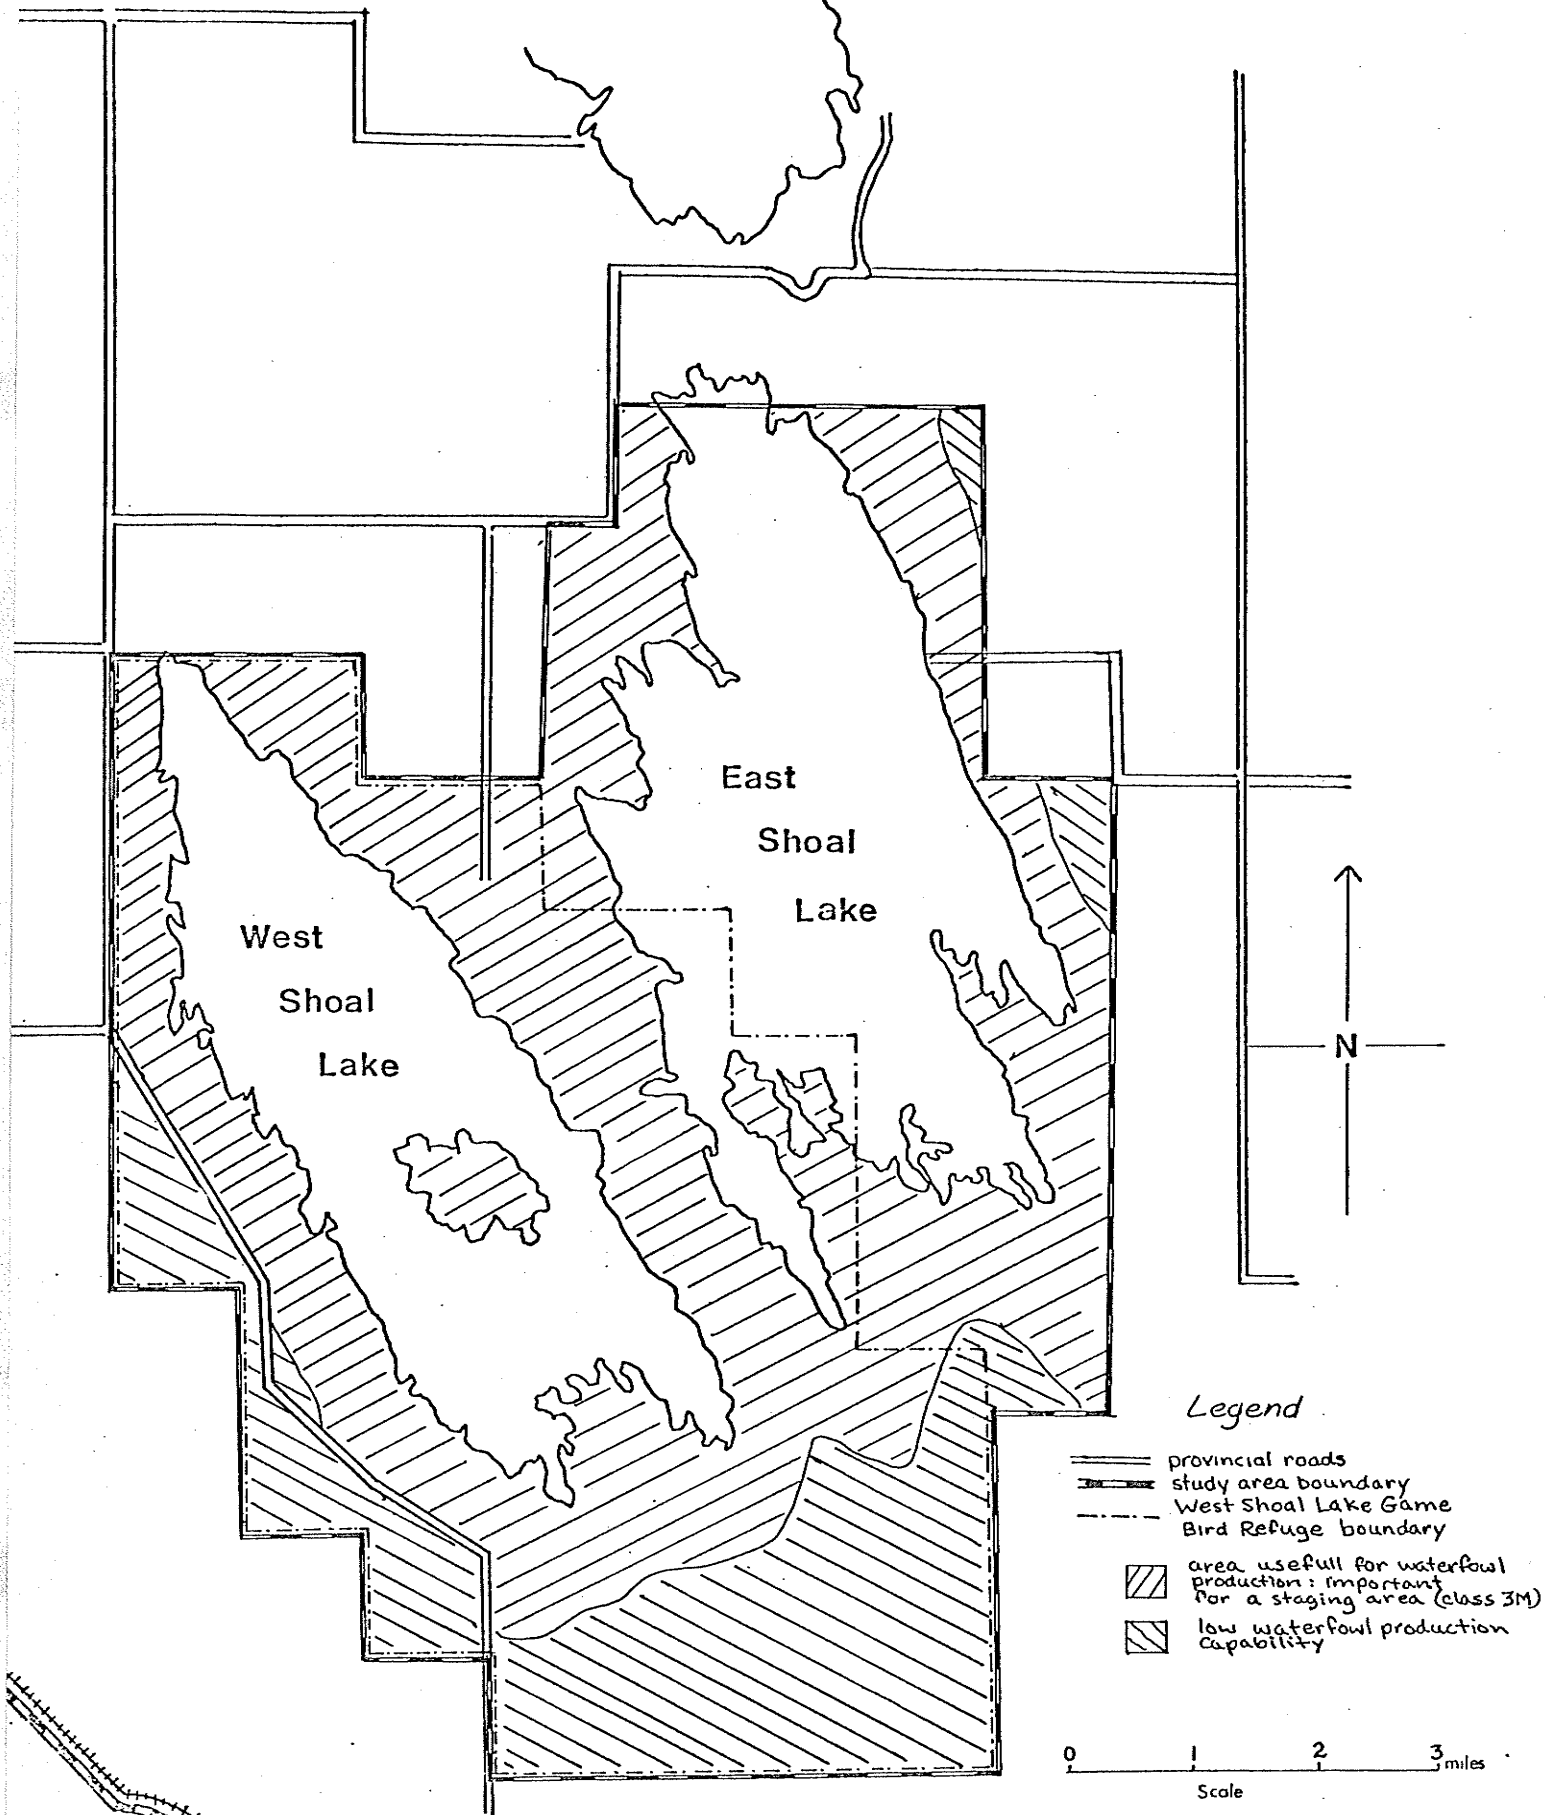 East
Shoal
Lake
West
Shoal
Lake
N
Legend
provincial roads
study area boundary
West Shoal Lake Game
Bird Refuge boundary
area usefull for waterfowl
production: important
for a staging area (class 3M)
low waterfowl production
capability
0 1 2 3 miles
Scale